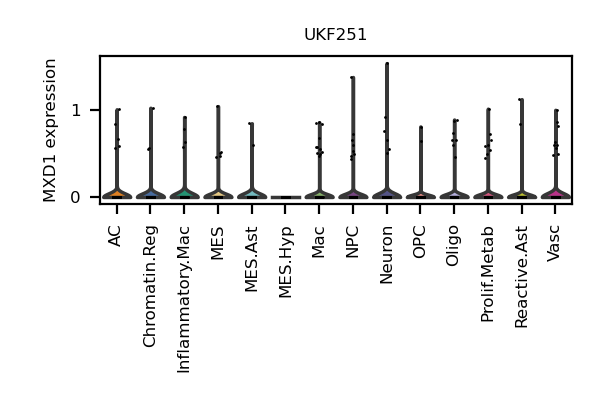 UKF251
MXD1 expression
1
0
AC
Chromatin.Reg
Inflammatory.Mac
MES
MES.Ast
MES.Hyp
Mac
NPC
Neuron
OPC
Oligo
Prolif.Metab
Reactive.Ast
Vasc